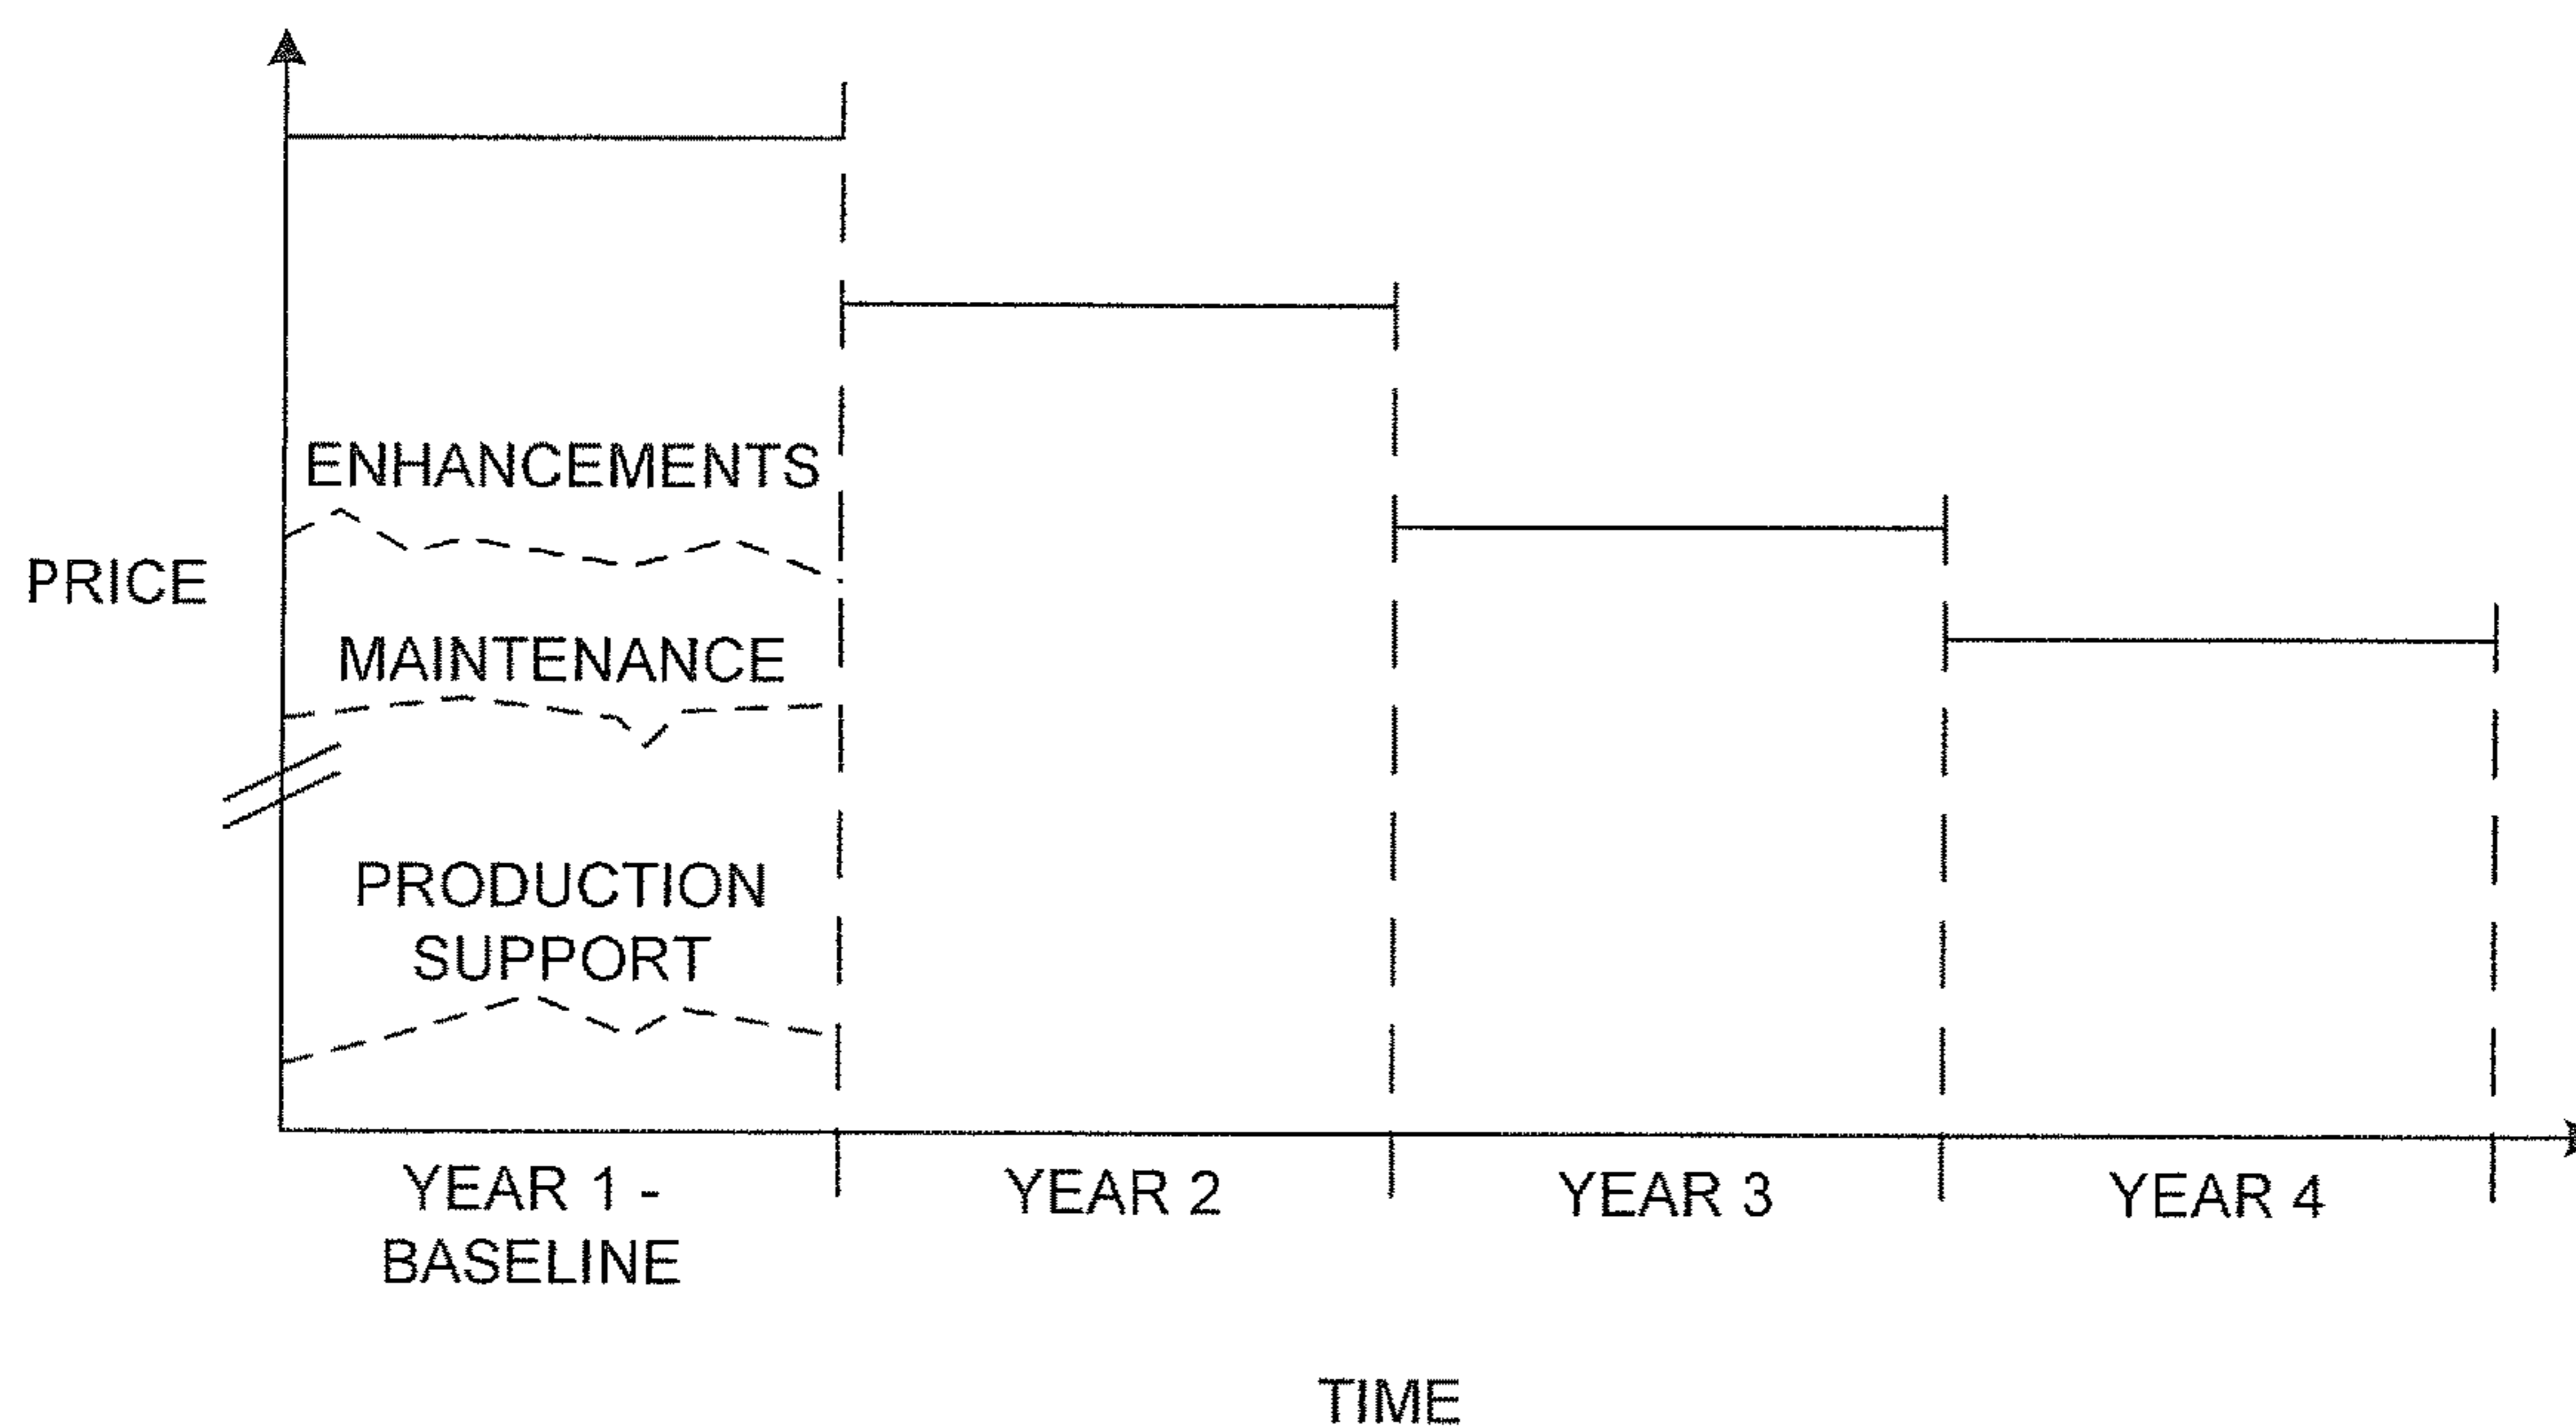 ENHANCEMENTS
PRICE
MAINTENANCE
PRODUCTION
SUPPORT
YEAR 1 -
BASELINE
YEAR 2
YEAR 3
YEAR 4
TIME